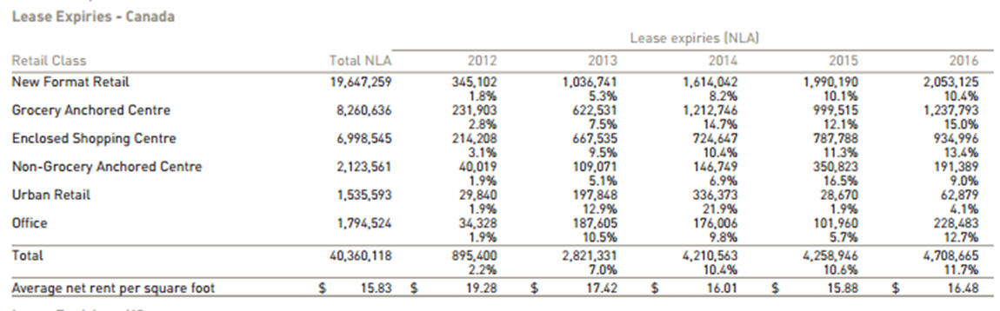 Lease Expiries - Canada
Lease expiries (NLA)
Retail Class Total NLA 2012 2013 2014 2015 2016
New Format Retail 19,647,259 345,102 1,036,741 1,614,042 1,990,190 2,053,125
1.8% 5.3% 8.2% 10.1% 10.4%
Grocery Anchored Centre 8,260,636 231,903 622,531 1,212,746 999,515 1,237,793
2.8% 7.5% 14.7% 12.1% 15.0%
Enclosed Shopping Centre 6,998,545 214,208 667,535 724,647 787,788 934,996
3.1% 9.5% 10.4% 11.3% 13.4%
Non-Grocery Anchored Centre 2,123,561 40,019 109,071 146,749 350,823 191,389
1.9% 5.1% 6.9% 16.5% 9.0%
Urban Retail 1,535,593 29,840 197,848 336,373 28,670 62,879
1.9% 12.9% 21.9% 1.9% 4.1%
Office 1,794,524 34,328 187,605 176,006 101,960 228,483
1.9% 10.5% 9.8% 5.7% 12.7%
Total 40,360,118 895,400 2,821,331 4,210,563 4,258,946 4,708,665
2.2% 7.0% 10.4% 10.6% 11.7%
Average net rent per square foot $ 15.83 $ 19.28 $ 17.42 $ 16.01 $ 15.88 $ 16.48